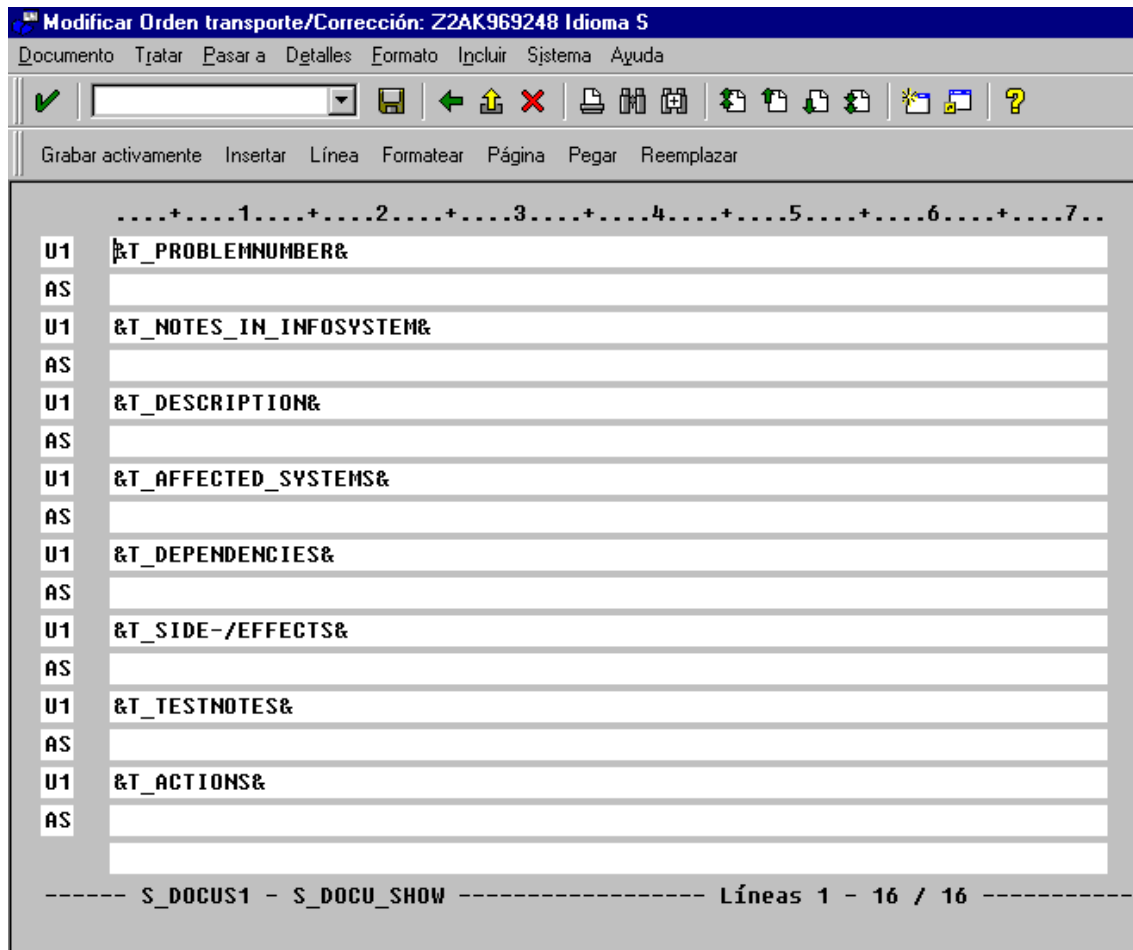 Modificar Orden transporte/Corrección: Z2AK969248 Idioma S
Documento Tratar Pasar a Detalles Formato Incluir Sistema Ayuda
Grabar activamente Insertar Línea Formatear Página Pegar Reemplazar
....+....1....+....2....+....3....+....4....+....5....+....6....+....7..
U1 &T_PROBLEMNUMBER&
AS
U1 &T_NOTES_IN_INFOSYSTEM&
AS
U1 &T_DESCRIPTION&
AS
U1 &T_AFFECTED_SYSTEMS&
AS
U1 &T_DEPENDENCIES&
AS
U1 &T_SIDE-/EFFECTS&
AS
U1 &T_TESTNOTES&
AS
U1 &T_ACTIONS&
AS
------ S_DOCUS1 - S_DOCU_SHOW ------------------ Líneas 1 - 16 / 16 -----------